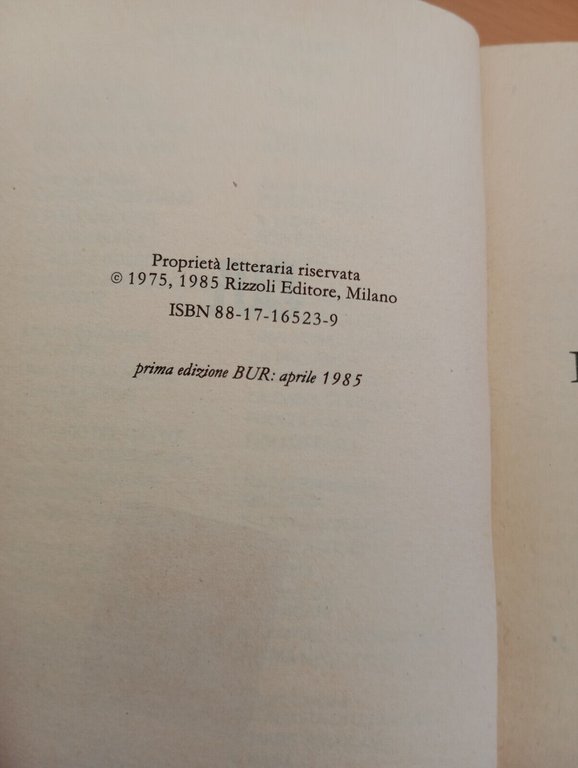 Proprietà letteraria riservata
© 1975, 1985 Rizzoli Editore, Milano
ISBN 88-17-16523-9
prima edizione BUR: aprile 1985